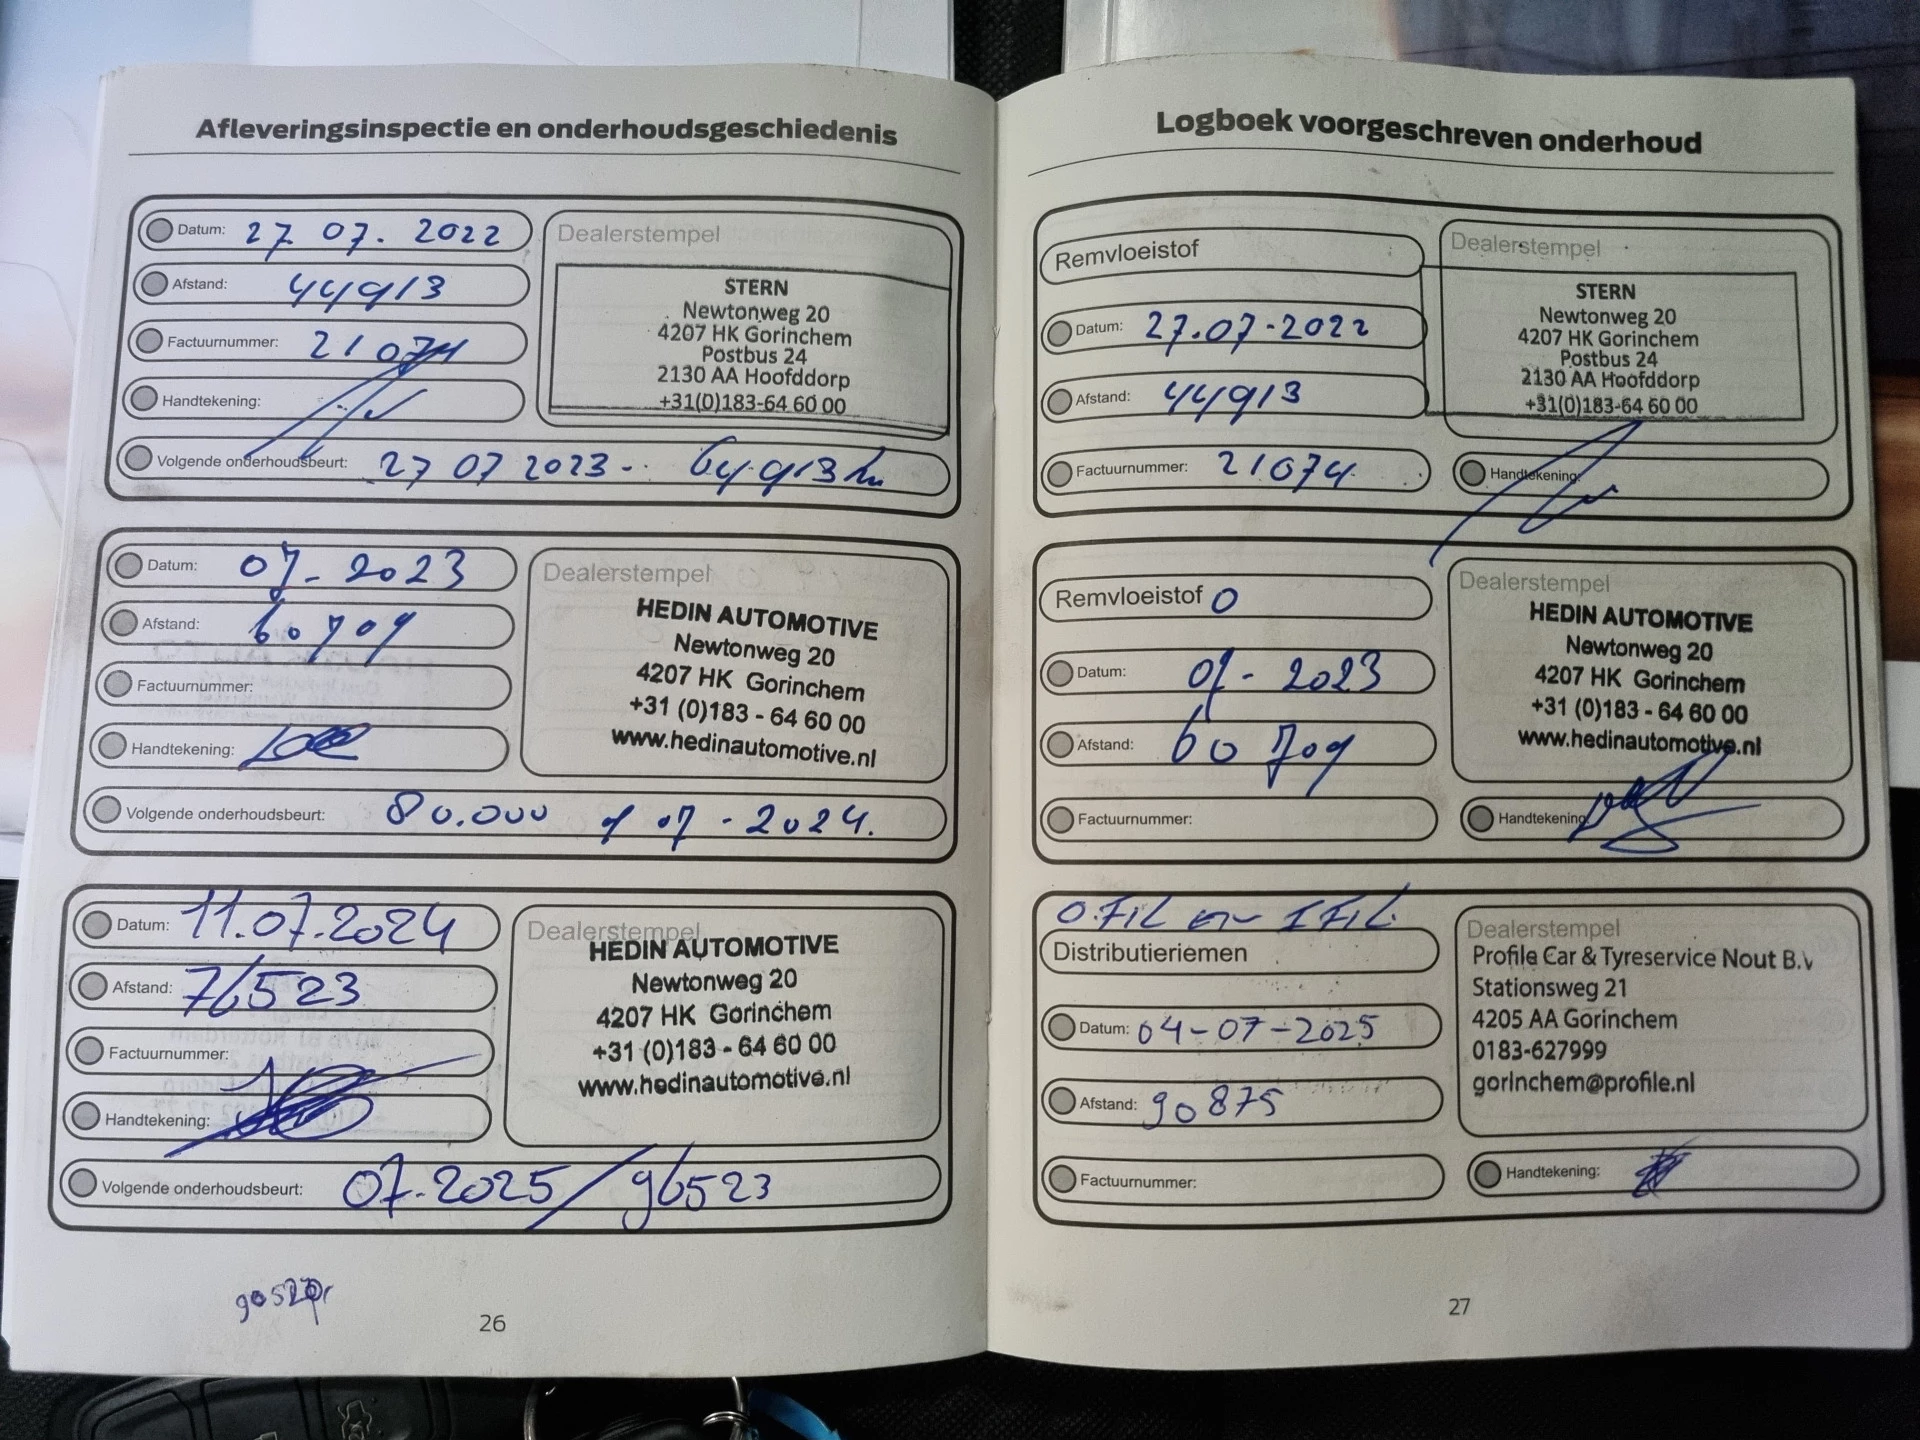 Afleveringsinspectie en onderhoudsgeschiedenis
Datum: 27 07. 2022
Afstand: 44913
Factuurnummer: 21074
Handtekening:
Volgende onderhoudsbeurt: 27 07 2023 - 64.913 km
Dealerstempel
STERN
Newtonweg 20
4207 HK Gorinchem
Postbus 24
2130 AA Hoofddorp
+31(0)183-64 60 00
Datum: 07 - 2023
Afstand: 60709
Factuurnummer:
Handtekening:
Volgende onderhoudsbeurt: 80.000 of 07 - 2024.
Dealerstempel
HEDIN AUTOMOTIVE
Newtonweg 20
4207 HK Gorinchem
+31 (0)183 - 64 60 00
www.hedinautomotive.nl
Datum: 11.07.2024
Afstand: 76523
Factuurnummer:
Handtekening:
Volgende onderhoudsbeurt: 07.2025 / 96523
Dealerstempel
HEDIN AUTOMOTIVE
Newtonweg 20
4207 HK Gorinchem
+31 (0)183 - 64 60 00
www.hedinautomotive.nl
26
Logboek voorgeschreven onderhoud
Remvloeistof
Datum: 27.07-2022
Afstand: 44913
Factuurnummer: 21074
Dealerstempel
STERN
Newtonweg 20
4207 HK Gorinchem
Postbus 24
2130 AA Hoofddorp
+31(0)183-64 60 00
Handtekening:
Remvloeistof 0
Datum: 07 - 2023
Afstand: 60709
Factuurnummer:
Dealerstempel
HEDIN AUTOMOTIVE
Newtonweg 20
4207 HK Gorinchem
+31 (0)183 - 64 60 00
www.hedinautomotive.nl
Handtekening:
O.FIL en IFIL.
Distributieriemen
Datum: 04-07-2025
Afstand: 90875
Factuurnummer:
Dealerstempel
Profile Car & Tyreservice Nout B.V
Stationsweg 21
4205 AA Gorinchem
0183-627999
gorinchem@profile.nl
Handtekening:
27